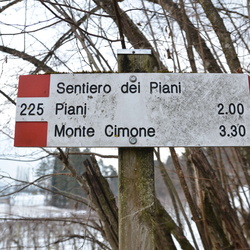 Sentiero dei Piani
225 Piani 2.00
Monte Cimone 3.30